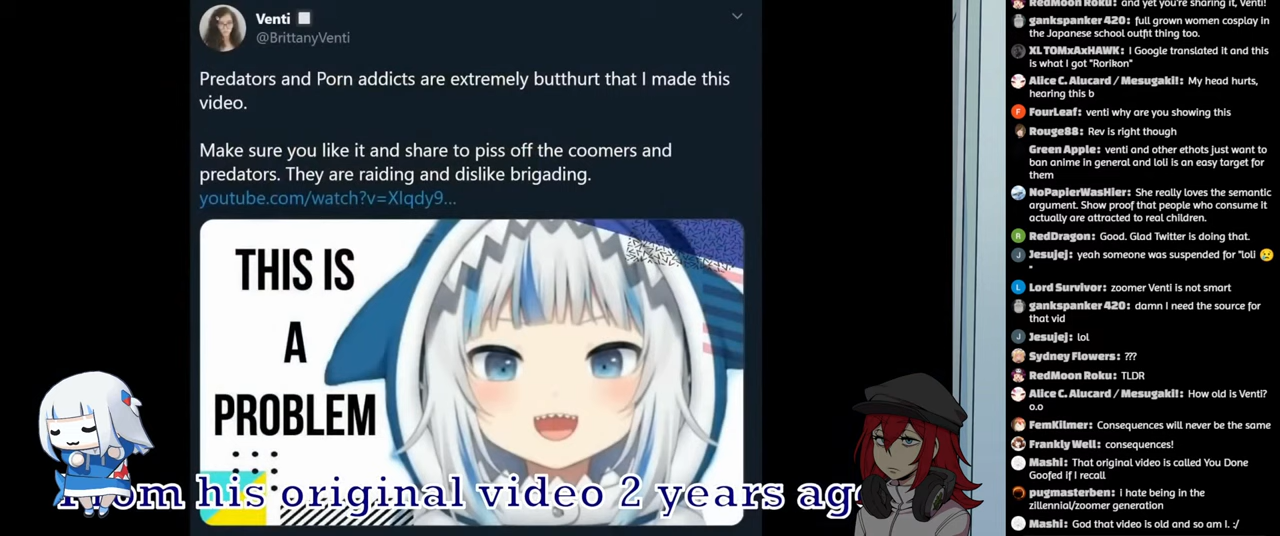 Venti
@BrittanyVenti
Predators and Porn addicts are extremely butthurt that I made this
video.
Make sure you like it and share to piss off the coomers and
predators. They are raiding and dislike brigading.
youtube.com/watch?v=XIqdy9...
THIS IS
A
PROBLEM
his original video 2 years
RedMoon Roku: and yet you're sharing it, Venti!
gankspanker 420: full grown women cosplay in
the Japanese school outfit thing too.
XL TOMxAxHAWK: I Google translated it and this
is what I got "Rorikon"
Alice C. Alucard / Mesugaki!: My head hurts,
hearing this b
FourLeaf: venti why are you showing this
Rouge88: Rev is right though
Green Apple: venti and other ethots just want to
ban anime in general and loli is an easy target for
them
NoPapierWasHier: She really loves the semantic
argument. Show proof that people who consume it
actually are attracted to real children.
RedDragon: Good. Glad Twitter is doing that.
Jesujej: yeah someone was suspended for "loli 😢
"
Lord Survivor: zoomer Venti is not smart
gankspanker 420: damn I need the source for
that vid
Jesujej: lol
Sydney Flowers: ???
RedMoon Roku: TLDR
Alice C. Alucard / Mesugaki!: How old is Venti?
o.o
FemKilmer: Consequences will never be the same
Frankly Well: consequences!
Mashi: That original video is called You Done
Goofed if I recall
pugmasterben: i hate being in the
zillennial/zoomer generation
Mashi: God that video is old and so am I. :/